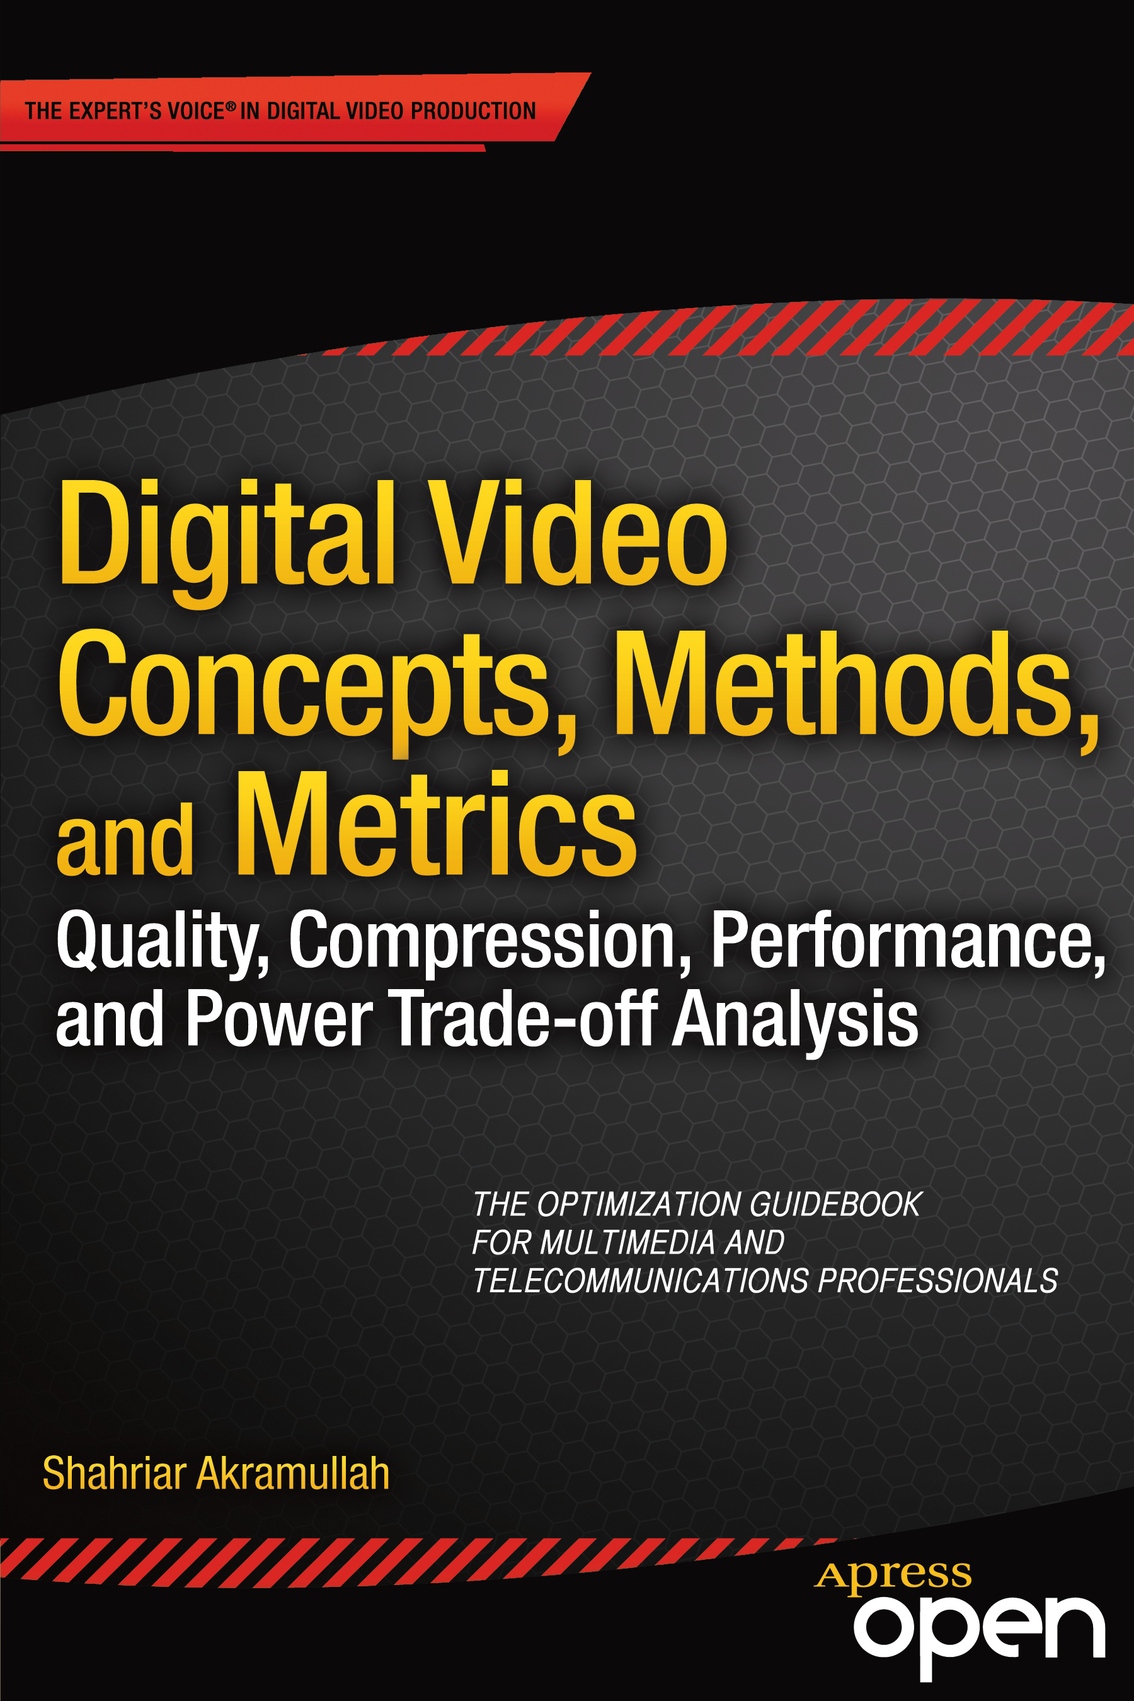 THE EXPERT'S VOICE® IN DIGITAL VIDEO PRODUCTION
Digital Video
Concepts, Methods,
and Metrics
Quality, Compression, Performance,
and Power Trade-off Analysis
THE OPTIMIZATION GUIDEBOOK
FOR MULTIMEDIA AND
TELECOMMUNICATIONS PROFESSIONALS
Shahriar Akramullah
Apress
open